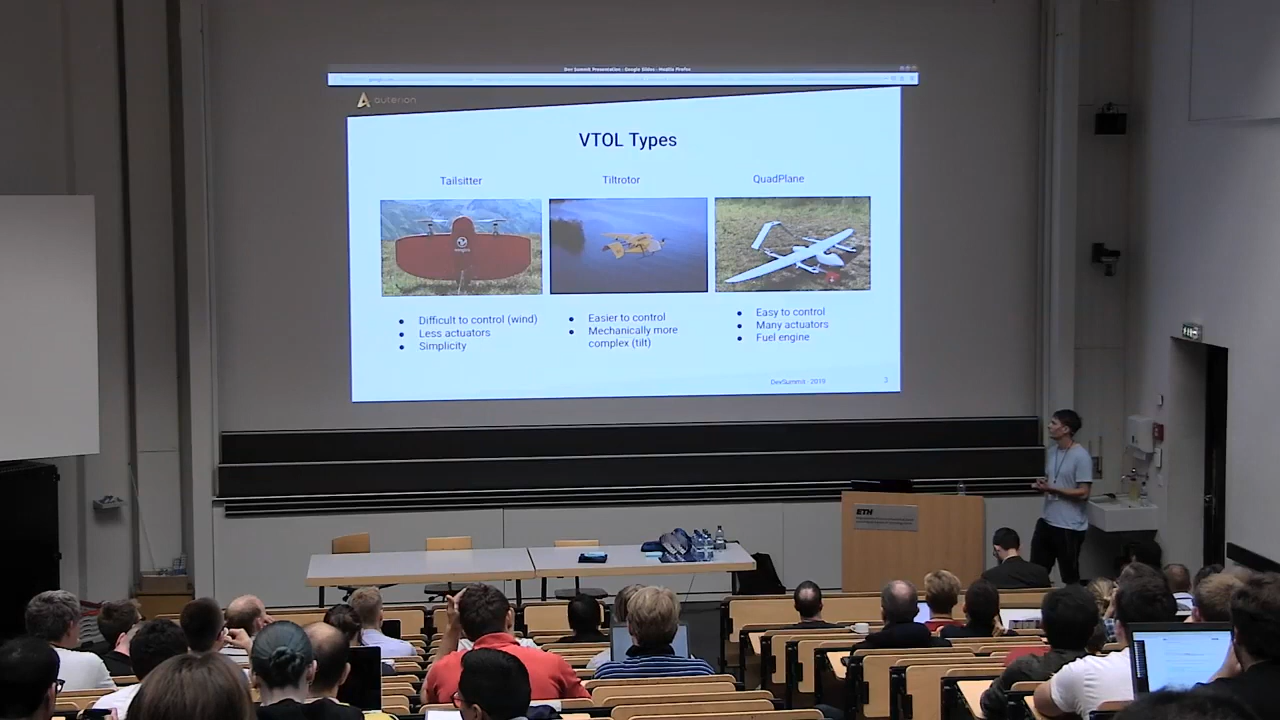 Dev Summit Presentation - Google Slides - Mozilla Firefox
auterion
VTOL Types
Tailsitter
Tiltrotor
QuadPlane
• Difficult to control (wind)
• Less actuators
• Simplicity
• Easier to control
• Mechanically more
complex (tilt)
• Easy to control
• Many actuators
• Fuel engine
DevSummit - 2019
3
ETH